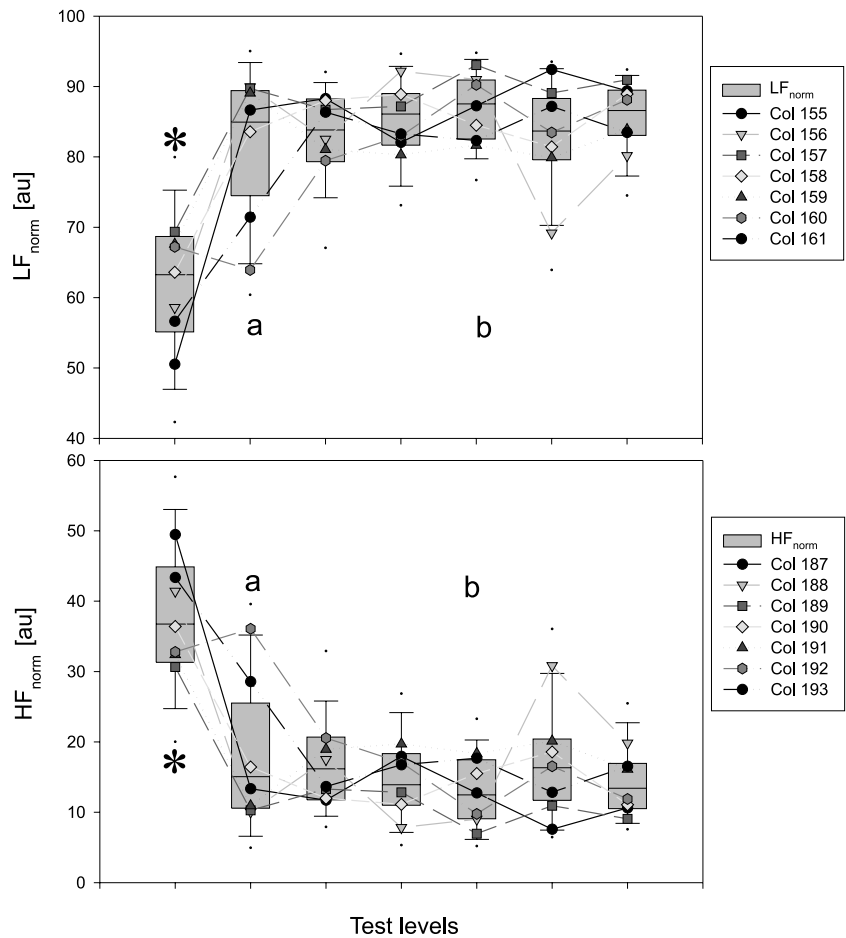 100
90
80
70
60
50
40
LFnorm [au]
*
a
b
LFnorm
Col 155
Col 156
Col 157
Col 158
Col 159
Col 160
Col 161
60
50
40
30
20
10
0
HFnorm [au]
*
a
b
HFnorm
Col 187
Col 188
Col 189
Col 190
Col 191
Col 192
Col 193
Test levels